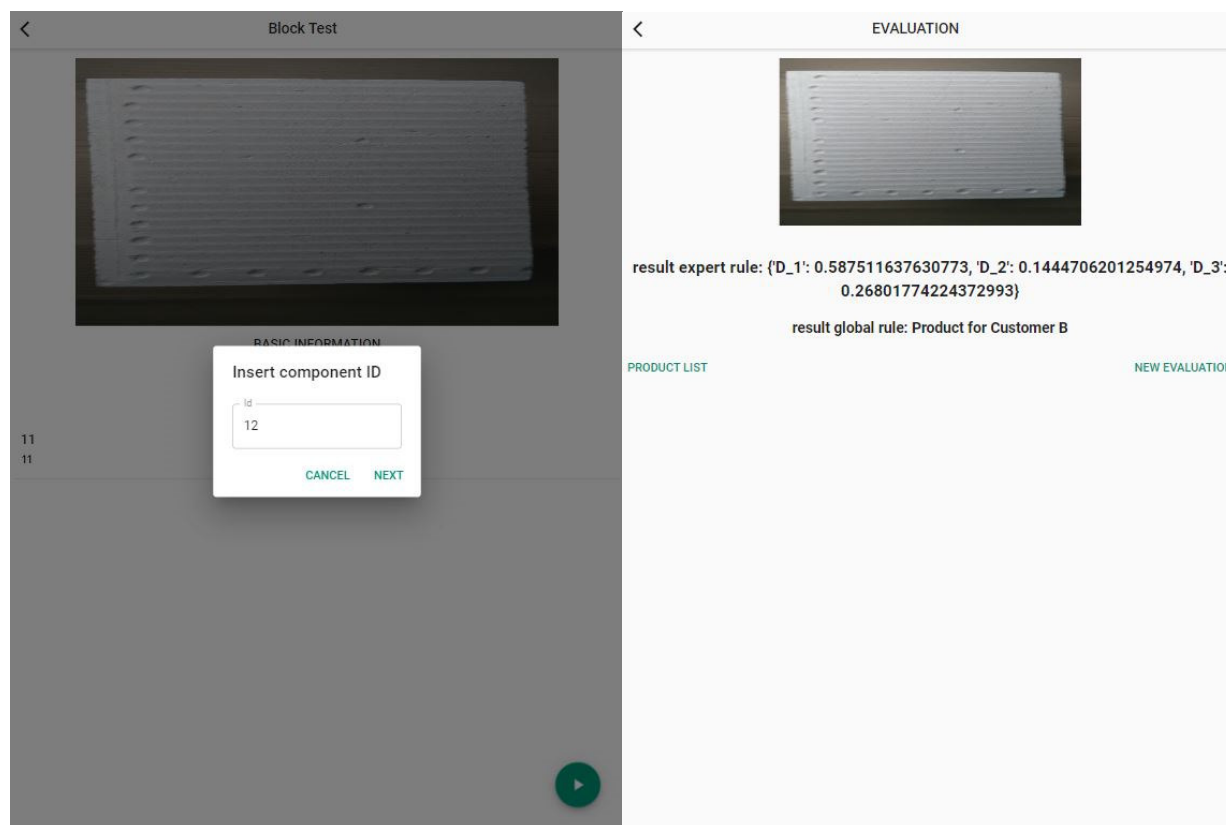 Block Test
BASIC INFORMATION
Insert component ID
Id
12
CANCEL NEXT
11
11
EVALUATION
result expert rule: {'D_1': 0.587511637630773, 'D_2': 0.1444706201254974, 'D_3':
0.26801774224372993}
result global rule: Product for Customer B
PRODUCT LIST
NEW EVALUATION